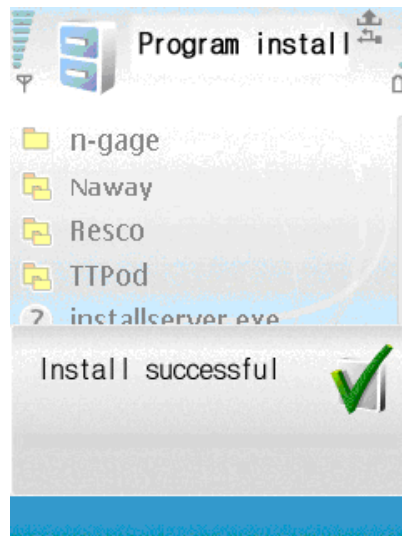 Program install
n-gage
Naway
Resco
TTPod
installserver.exe
Install successful